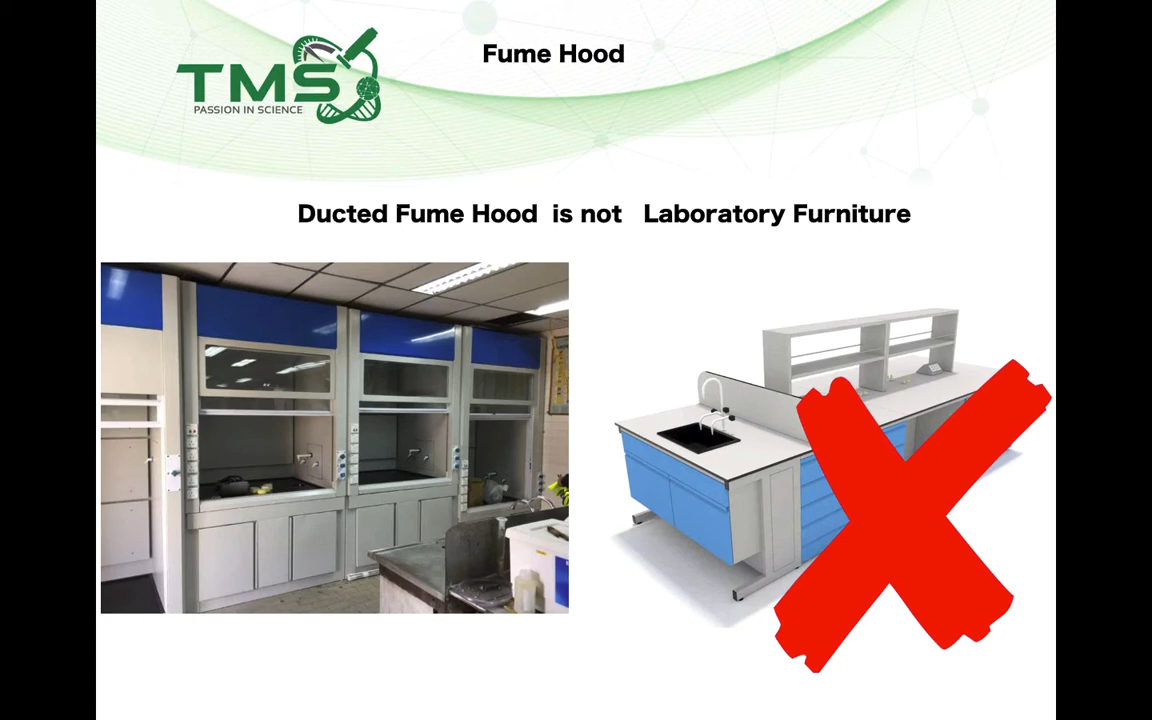 Fume Hood
TMS
PASSION IN SCIENCE
Ducted Fume Hood is not Laboratory Furniture